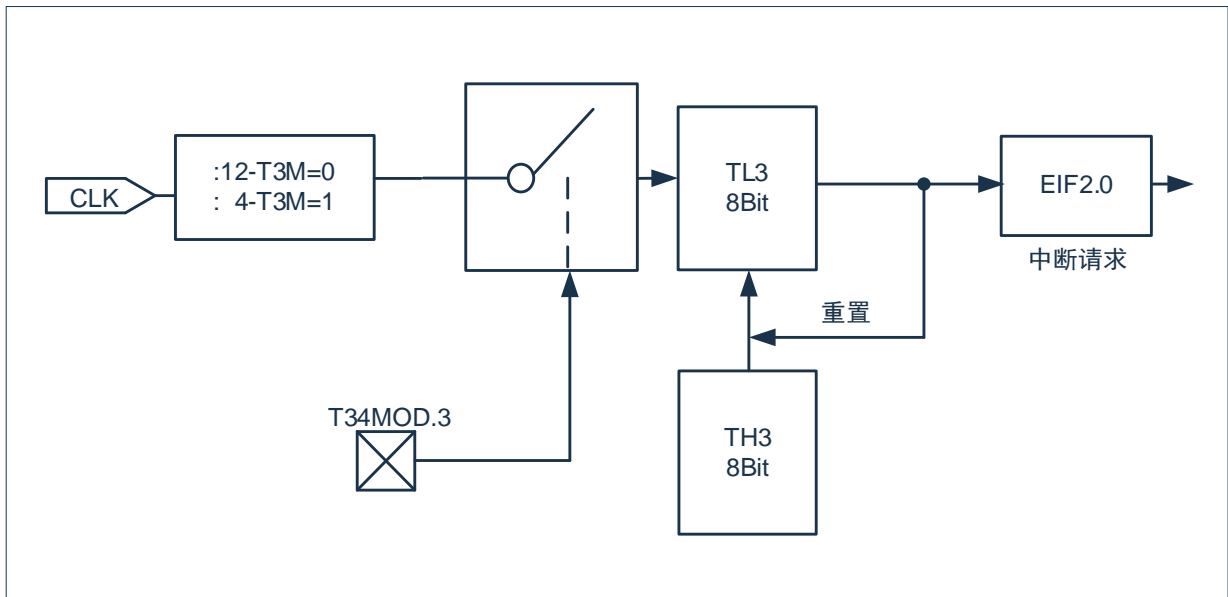 CLK
:12-T3M=0
: 4-T3M=1
TL3
8Bit
EIF2.0
中断请求
重置
T34MOD.3
TH3
8Bit